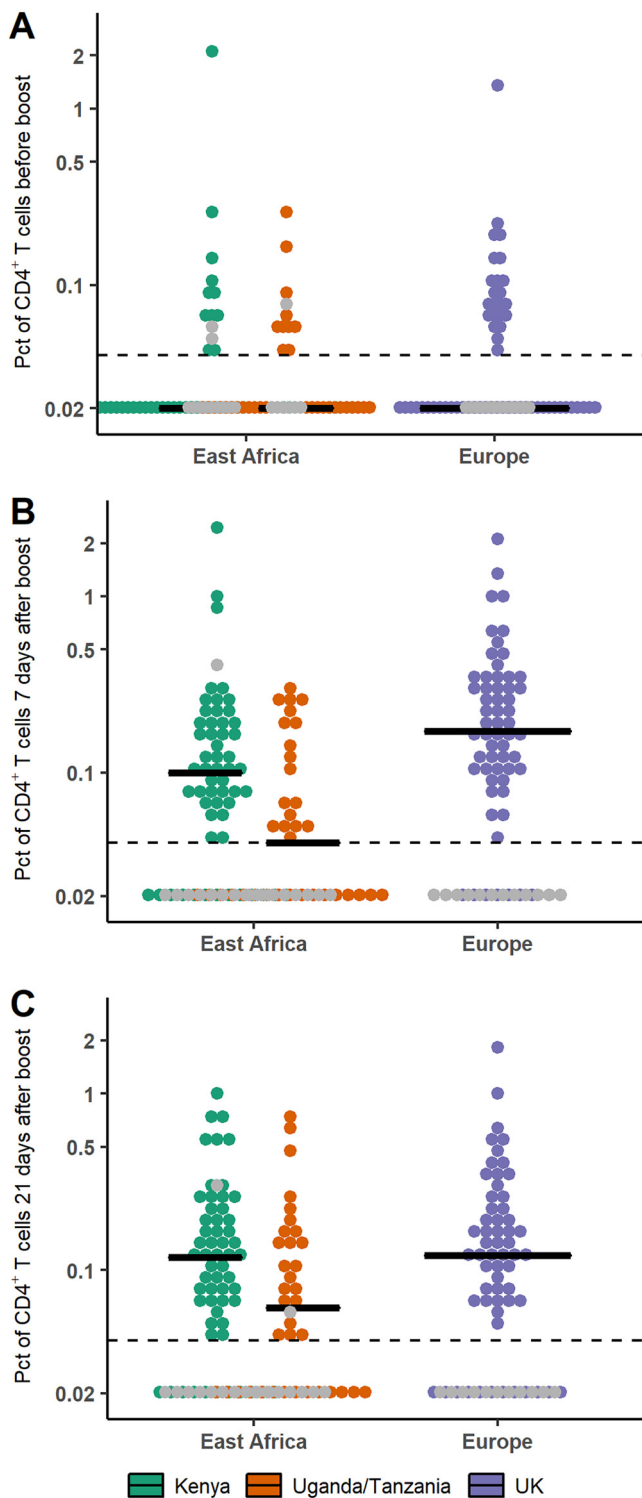 A
Pct of CD4⁺ T cells before boost
2
1
0.5
0.1
0.02
East Africa Europe
B
Pct of CD4⁺ T cells 7 days after boost
2
1
0.5
0.1
0.02
East Africa Europe
C
Pct of CD4⁺ T cells 21 days after boost
2
1
0.5
0.1
0.02
East Africa Europe
Kenya Uganda/Tanzania UK